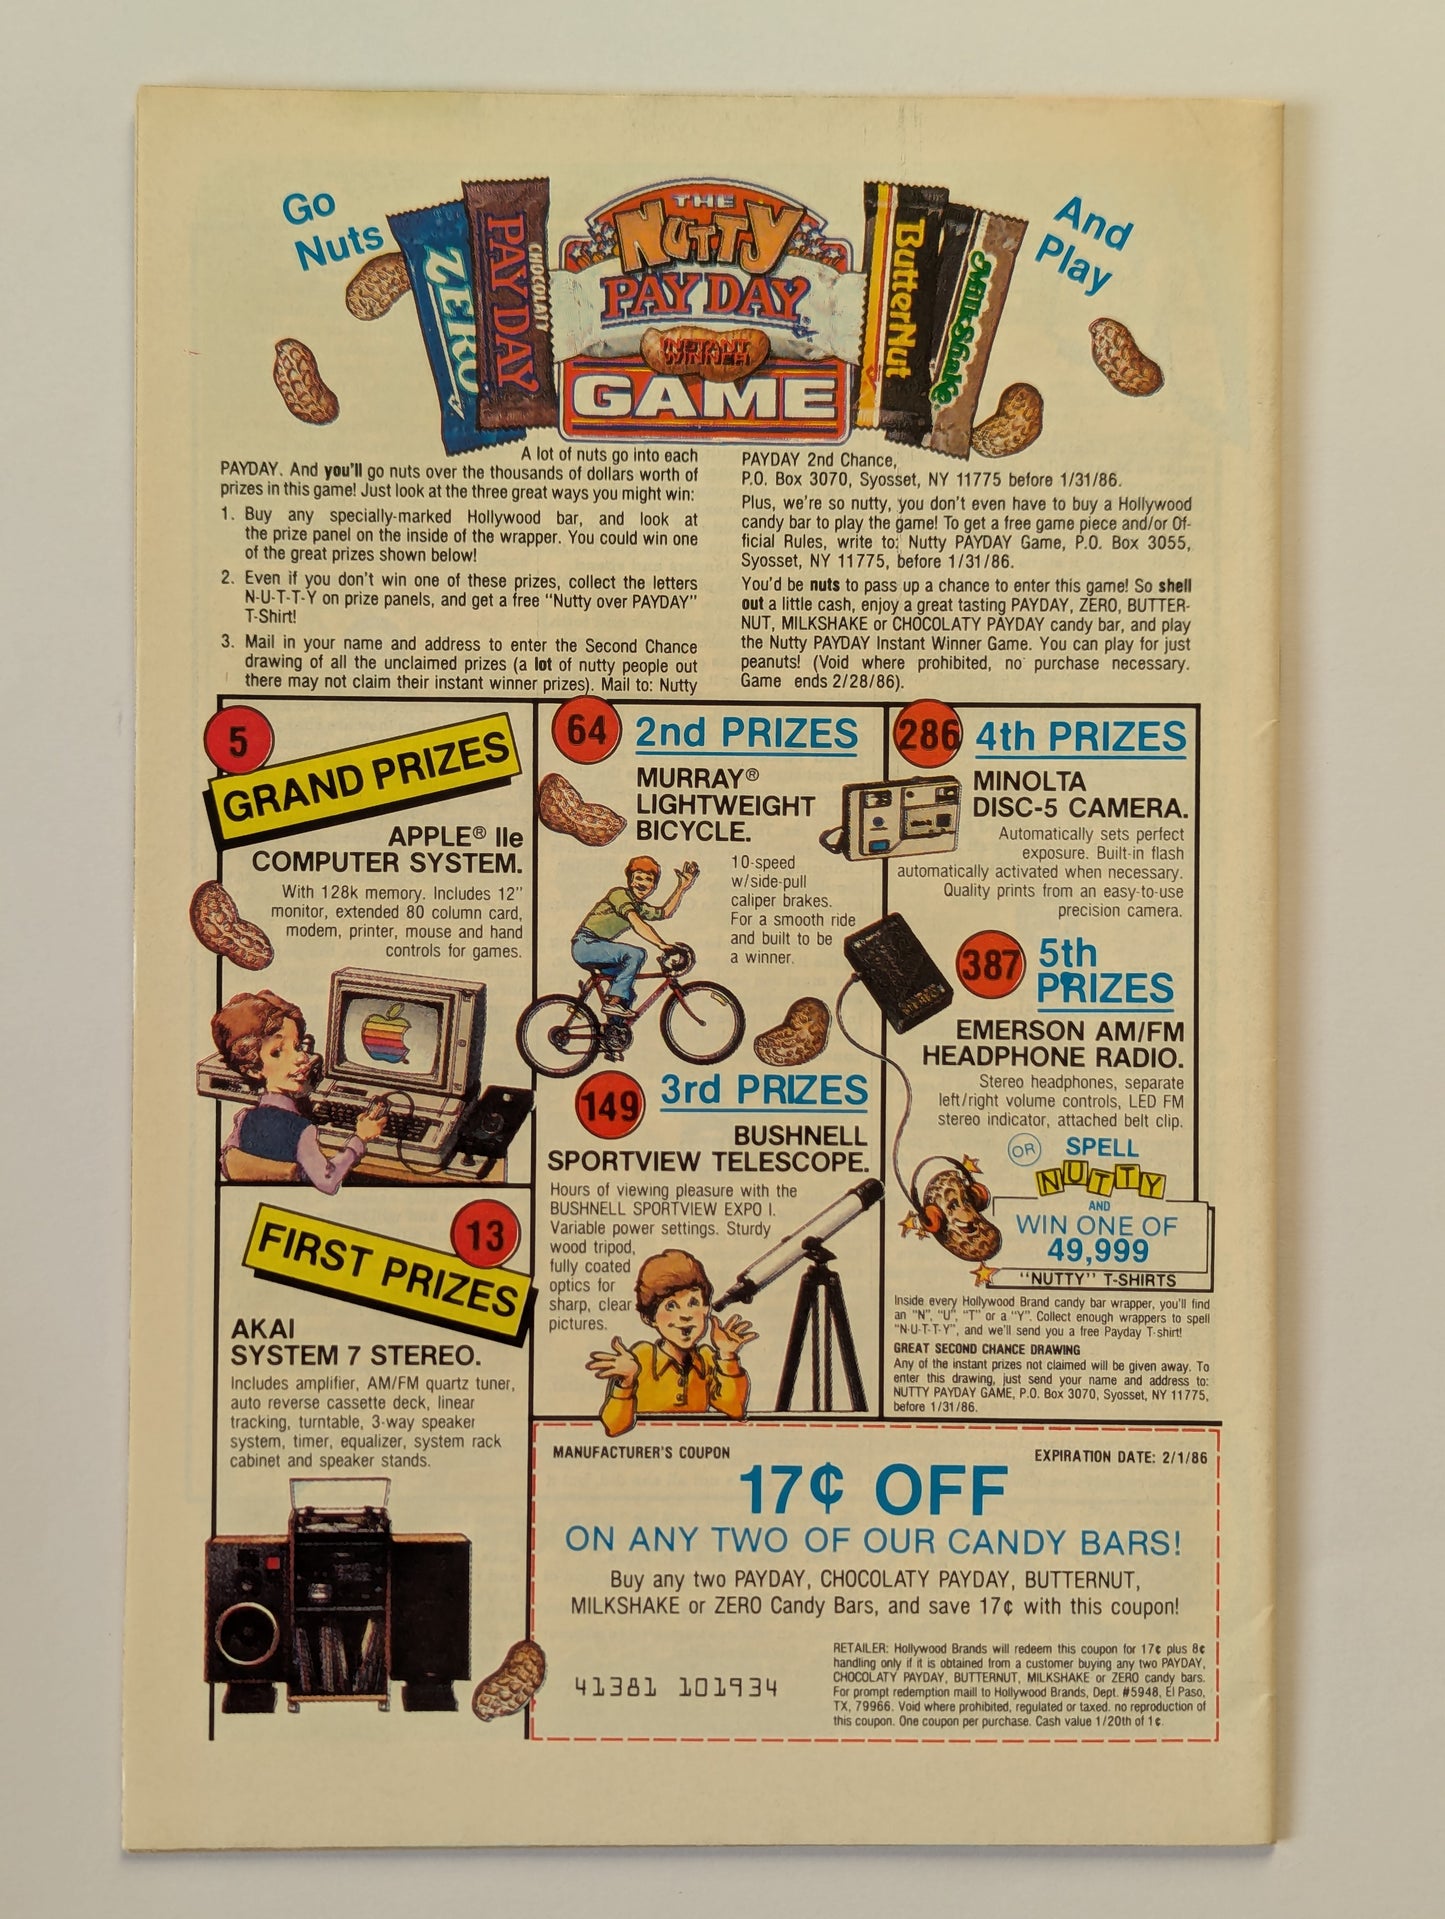 Go
Nuts
ZERO
CHOCOLATY
PAYDAY
THE
NUTTY
PAYDAY
INSTANT
WINNER
GAME
ButterNut
MilkShake
And
Play
A lot of nuts go into each
PAYDAY. And you'll go nuts over the thousands of dollars worth of
prizes in this game! Just look at the three great ways you might win:
1. Buy any specially-marked Hollywood bar, and look at
the prize panel on the inside of the wrapper. You could win one
of the great prizes shown below!
2. Even if you don't win one of these prizes, collect the letters
N-U-T-T-Y on prize panels, and get a free "Nutty over PAYDAY"
T-Shirt!
3. Mail in your name and address to enter the Second Chance
drawing of all the unclaimed prizes (a lot of nutty people out
there may not claim their instant winner prizes). Mail to: Nutty
PAYDAY 2nd Chance,
P.O. Box 3070, Syosset, NY 11775 before 1/31/86.
Plus, we're so nutty, you don't even have to buy a Hollywood
candy bar to play the game! To get a free game piece and/or Of-
ficial Rules, write to: Nutty PAYDAY Game, P.O. Box 3055,
Syosset, NY 11775, before 1/31/86.
You'd be nuts to pass up a chance to enter this game! So shell
out a little cash, enjoy a great tasting PAYDAY, ZERO, BUTTER-
NUT, MILKSHAKE or CHOCOLATY PAYDAY candy bar, and play
the Nutty PAYDAY Instant Winner Game. You can play for just
peanuts! (Void where prohibited, no purchase necessary.
Game ends 2/28/86).
5
GRAND PRIZES
APPLE® IIe
COMPUTER SYSTEM.
With 128k memory. Includes 12"
monitor, extended 80 column card,
modem, printer, mouse and hand
controls for games.
13
FIRST PRIZES
AKAI
SYSTEM 7 STEREO.
Includes amplifier, AM/FM quartz tuner,
auto reverse cassette deck, linear
tracking, turntable, 3-way speaker
system, timer, equalizer, system rack
cabinet and speaker stands.
64
2nd PRIZES
MURRAY®
LIGHTWEIGHT
BICYCLE.
10-speed
w/side-pull
caliper brakes.
For a smooth ride
and built to be
a winner.
149
3rd PRIZES
BUSHNELL
SPORTVIEW TELESCOPE.
Hours of viewing pleasure with the
BUSHNELL SPORTVIEW EXPO I.
Variable power settings. Sturdy
wood tripod,
fully coated
optics for
sharp, clear
pictures.
286
4th PRIZES
MINOLTA
DISC-5 CAMERA.
Automatically sets perfect
exposure. Built-in flash
automatically activated when necessary.
Quality prints from an easy-to-use
precision camera.
387
5th
PRIZES
EMERSON AM/FM
HEADPHONE RADIO.
Stereo headphones, separate
left/right volume controls, LED FM
stereo indicator, attached belt clip.
OR
SPELL
NUTTY
AND
WIN ONE OF
49,999
"NUTTY" T-SHIRTS
Inside every Hollywood Brand candy bar wrapper, you'll find
an "N", "U", "T" or a "Y". Collect enough wrappers to spell
"N-U-T-T-Y", and we'll send you a free Payday T-shirt!
GREAT SECOND CHANCE DRAWING
Any of the instant prizes not claimed will be given away. To
enter this drawing, just send your name and address to:
NUTTY PAYDAY GAME, P.O. Box 3070, Syosset, NY 11775,
before 1/31/86.
MANUFACTURER'S COUPON
EXPIRATION DATE: 2/1/86
17¢ OFF
ON ANY TWO OF OUR CANDY BARS!
Buy any two PAYDAY, CHOCOLATY PAYDAY, BUTTERNUT,
MILKSHAKE or ZERO Candy Bars, and save 17¢ with this coupon!
41381 101934
RETAILER: Hollywood Brands will redeem this coupon for 17¢ plus 8¢
handling only if it is obtained from a customer buying any two PAYDAY,
CHOCOLATY PAYDAY, BUTTERNUT, MILKSHAKE or ZERO candy bars.
For prompt redemption maill to Hollywood Brands, Dept. #5948, El Paso,
TX, 79966. Void where prohibited, regulated or taxed. no reproduction of
this coupon. One coupon per purchase. Cash value 1/20th of 1¢.